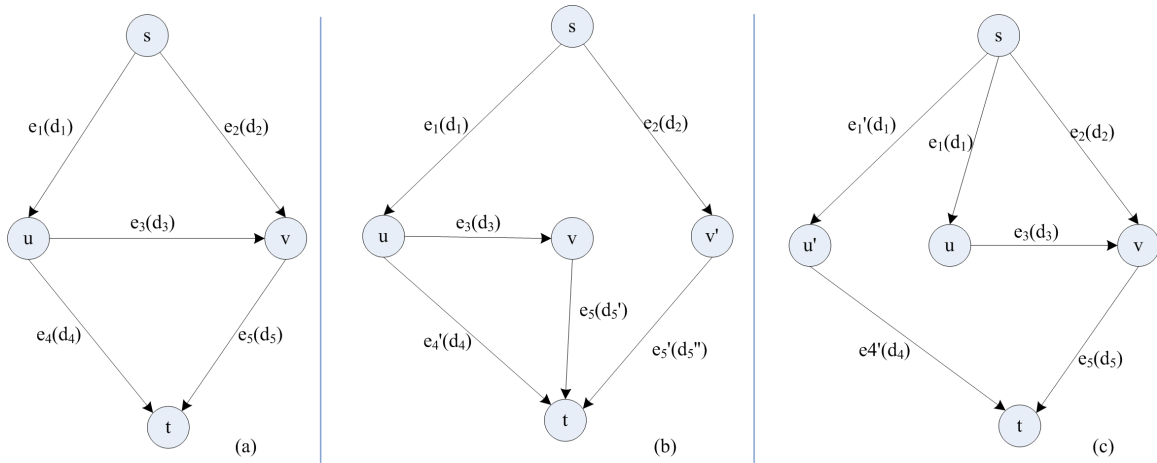 s
e₁(d₁)
e₂(d₂)
u
e₃(d₃)
v
e₄(d₄)
e₅(d₅)
t
(a)
s
e₁(d₁)
e₂(d₂)
u
e₃(d₃)
v
v'
e₄'(d₄)
e₅(d₅')
e₅'(d₅'')
t
(b)
s
e₁'(d₁)
e₁(d₁)
e₂(d₂)
u'
u
e₃(d₃)
v
e4'(d₄)
e₅(d₅)
t
(c)